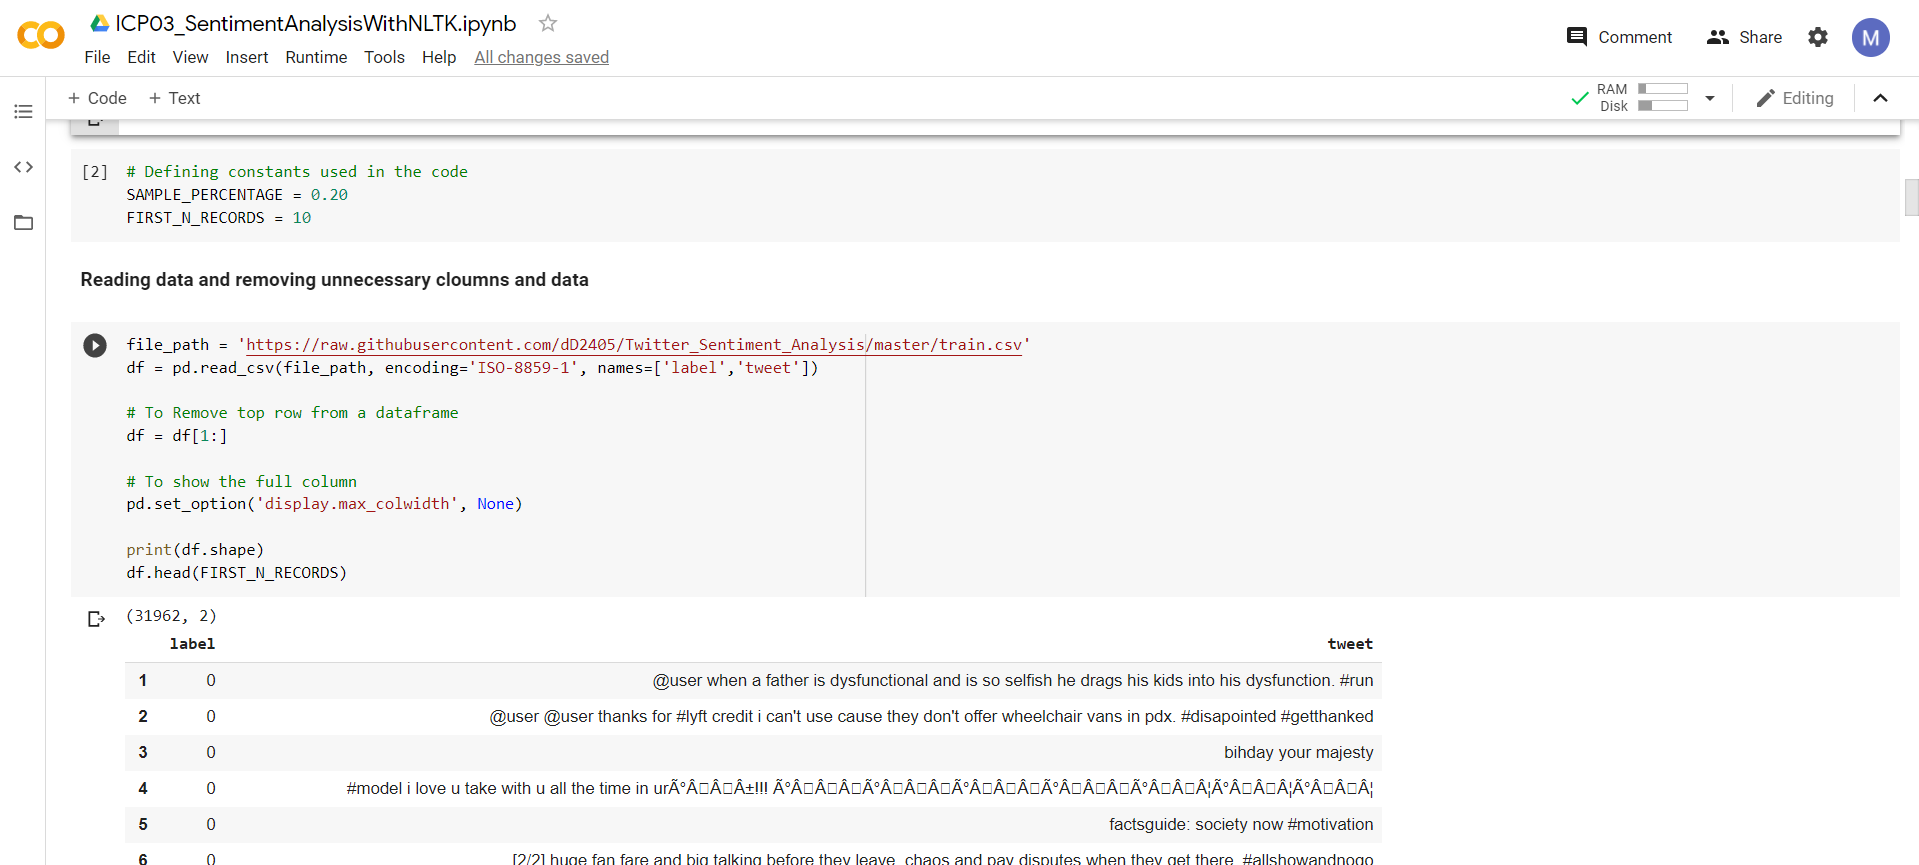 ICP03_SentimentAnalysisWithNLTK.ipynb
Comment Share M
File Edit View Insert Runtime Tools Help All changes saved
+ Code + Text
RAM
Disk
Editing
[2] # Defining constants used in the code
SAMPLE_PERCENTAGE = 0.20
FIRST_N_RECORDS = 10
Reading data and removing unnecessary cloumns and data
file_path = 'https://raw.githubusercontent.com/dD2405/Twitter_Sentiment_Analysis/master/train.csv'
df = pd.read_csv(file_path, encoding='ISO-8859-1', names=['label','tweet'])
# To Remove top row from a dataframe
df = df[1:]
# To show the full column
pd.set_option('display.max_colwidth', None)
print(df.shape)
df.head(FIRST_N_RECORDS)
(31962, 2)
label tweet
1 0 @user when a father is dysfunctional and is so selfish he drags his kids into his dysfunction. #run
2 0 @user @user thanks for #lyft credit i can't use cause they don't offer wheelchair vans in pdx. #disapointed #getthanked
3 0 bihday your majesty
4 0 #model i love u take with u all the time in urÃ°Â□Â□Â±!!! Ã°Â□Â□Â□Ã°Â□Â□Â□Ã°Â□Â□Â□Ã°Â□Â□Â□Ã°Â□Â□Â¦Ã°Â□Â□Â¦Ã°Â□Â□Â¦
5 0 factsguide: society now #motivation
6 0 [2/2] huge fan fare and big talking before they leave. chaos and pay disputes when they get there. #allshowandnogo